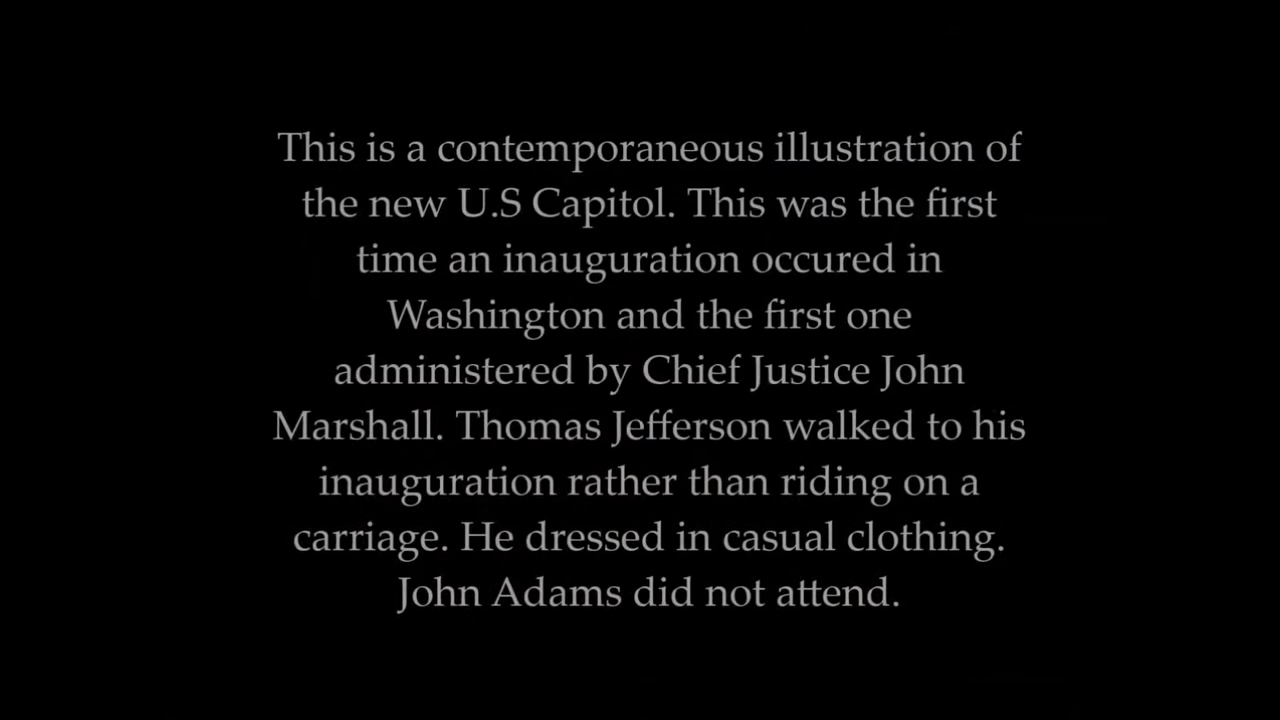 This is a contemporaneous illustration of
the new U.S Capitol. This was the first
time an inauguration occured in
Washington and the first one
administered by Chief Justice John
Marshall. Thomas Jefferson walked to his
inauguration rather than riding on a
carriage. He dressed in casual clothing.
John Adams did not attend.